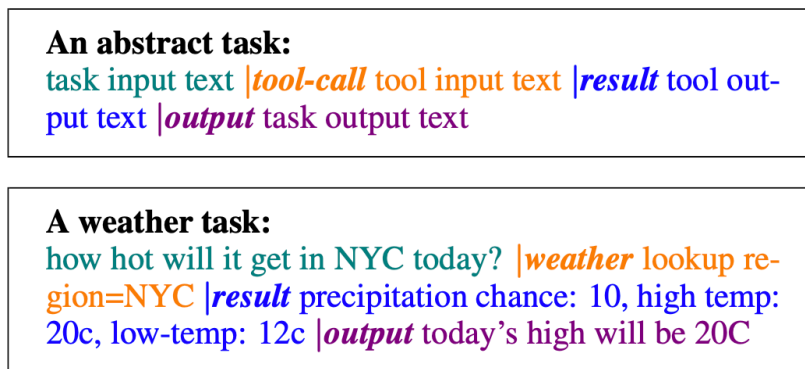 An abstract task:
task input text |tool-call tool input text |result tool out-
put text |output task output text
A weather task:
how hot will it get in NYC today? |weather lookup re-
gion=NYC |result precipitation chance: 10, high temp:
20c, low-temp: 12c |output today's high will be 20C